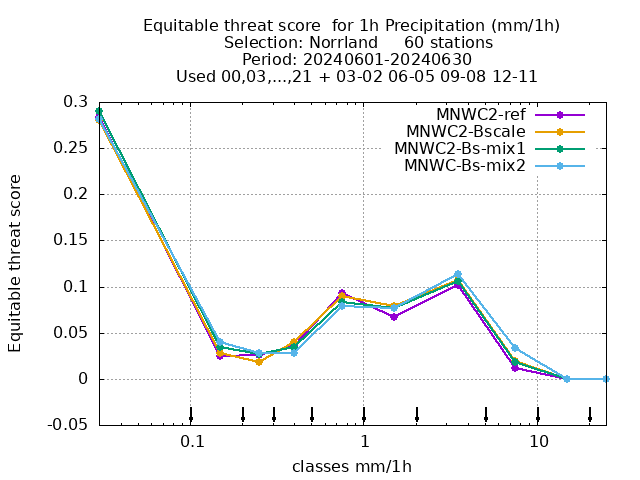 Equitable threat score  for 1h Precipitation (mm/1h)
Selection: Norrland     60 stations
Period: 20240601-20240630
Used 00,03,...,21 + 03-02 06-05 09-08 12-11
MNWC2-ref
MNWC2-Bscale
MNWC2-Bs-mix1
MNWC-Bs-mix2
Equitable threat score
0.3
0.25
0.2
0.15
0.1
0.05
0
-0.05
0.1 1 10
classes mm/1h